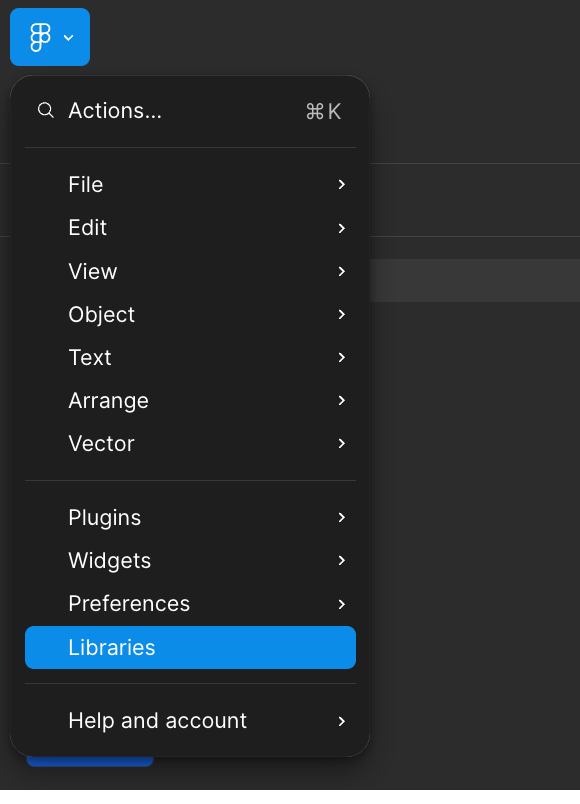 Actions... ⌘K
File
Edit
View
Object
Text
Arrange
Vector
Plugins
Widgets
Preferences
Libraries
Help and account